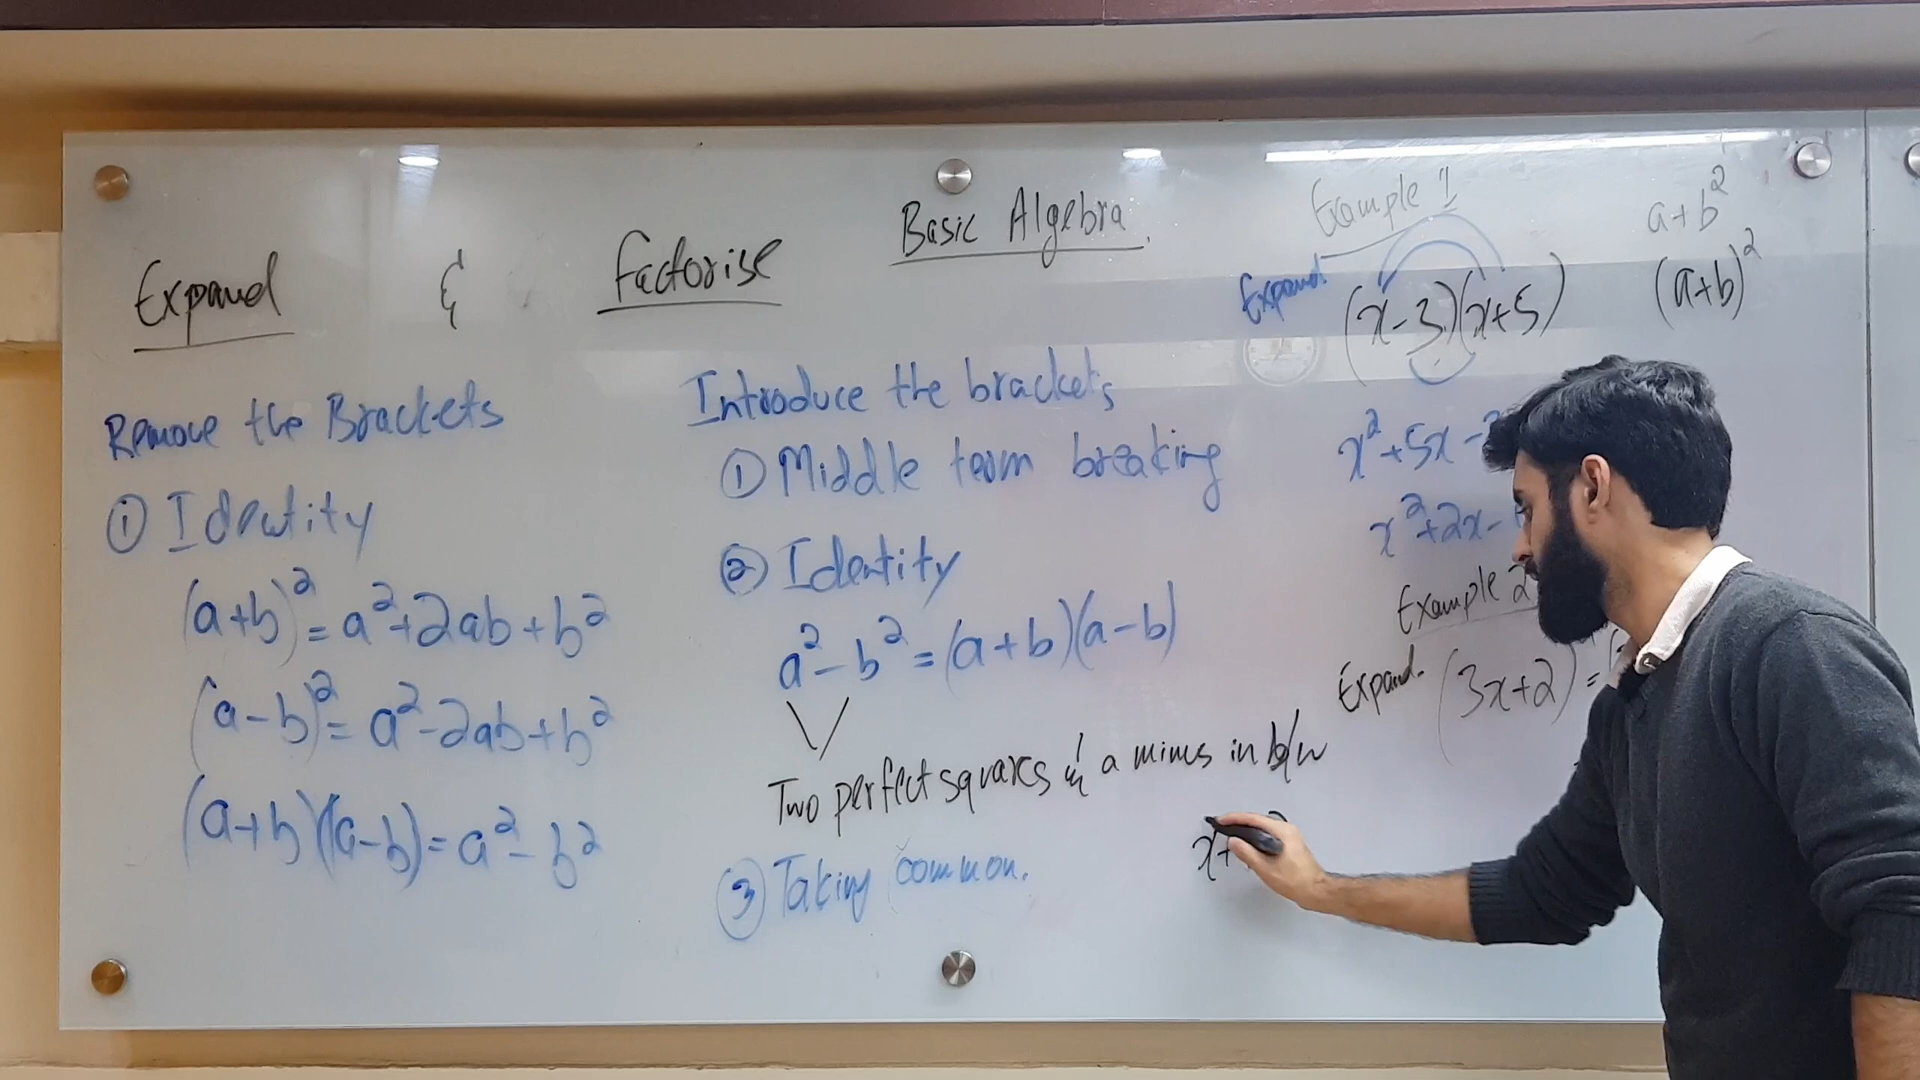 Basic Algebra
Expand & Factorise
Remove the Brackets
① Identity
(a+b)² = a²+2ab+b²
(a-b)² = a²-2ab+b²
(a+b)(a-b) = a²-b²
Introduce the brackets
① Middle term breaking
② Identity
a²-b² = (a+b)(a-b)
Two perfect squares & a minus in b/w
③ Taking common.
Example 1
Expand
(x-3)(x+5)
x²+5x-
x²+2x-
Example 2
Expand. (3x+2) =
x+
a+b²
(a+b)²